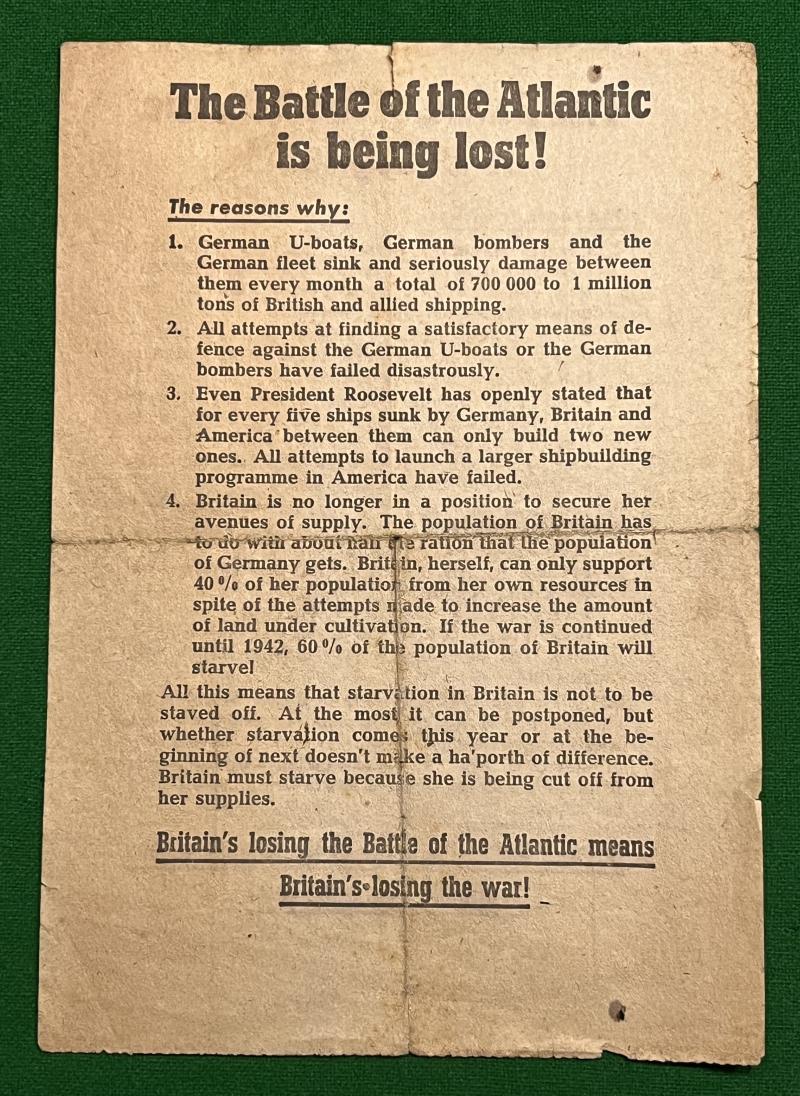 The Battle of the Atlantic
is being lost!
The reasons why:
1. German U-boats, German bombers and the
German fleet sink and seriously damage between
them every month a total of 700 000 to 1 million
tons of British and allied shipping.
2. All attempts at finding a satisfactory means of de-
fence against the German U-boats or the German
bombers have failed disastrously.
3. Even President Roosevelt has openly stated that
for every five ships sunk by Germany, Britain and
America between them can only build two new
ones. All attempts to launch a larger shipbuilding
programme in America have failed.
4. Britain is no longer in a position to secure her
avenues of supply. The population of Britain has
to do with about half the ration that the population
of Germany gets. Britain, herself, can only support
40 % of her population from her own resources in
spite of the attempts made to increase the amount
of land under cultivation. If the war is continued
until 1942, 60 % of the population of Britain will
starve!
All this means that starvation in Britain is not to be
staved off. At the most it can be postponed, but
whether starvation comes this year or at the be-
ginning of next doesn't make a ha'porth of difference.
Britain must starve because she is being cut off from
her supplies.
Britain's losing the Battle of the Atlantic means
Britain's losing the war!